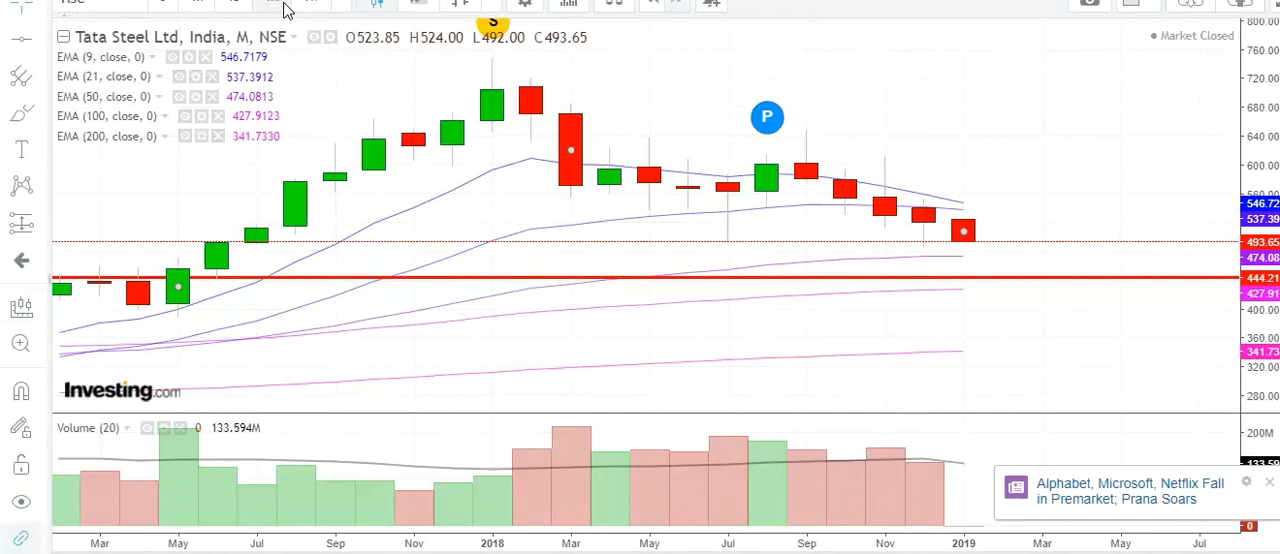 Tata Steel Ltd, India, M, NSE O523.85 H524.00 L492.00 C493.65
Market Closed
EMA (9, close, 0) 546.7179
EMA (21, close, 0) 537.3912
EMA (50, close, 0) 474.0813
EMA (100, close, 0) 427.9123
EMA (200, close, 0) 341.7330
S
P
T
800.00
760.00
720.00
680.00
640.00
600.00
560.00
546.72
537.39
493.65
474.08
444.21
427.91
400.00
360.00
341.73
320.00
280.00
Investing.com
Volume (20) 0 133.594M
200M
133.59
0
Alphabet, Microsoft, Netflix Fall
in Premarket; Prana Soars
Mar May Jul Sep Nov 2018 Mar May Jul Sep Nov 2019 Mar May Jul